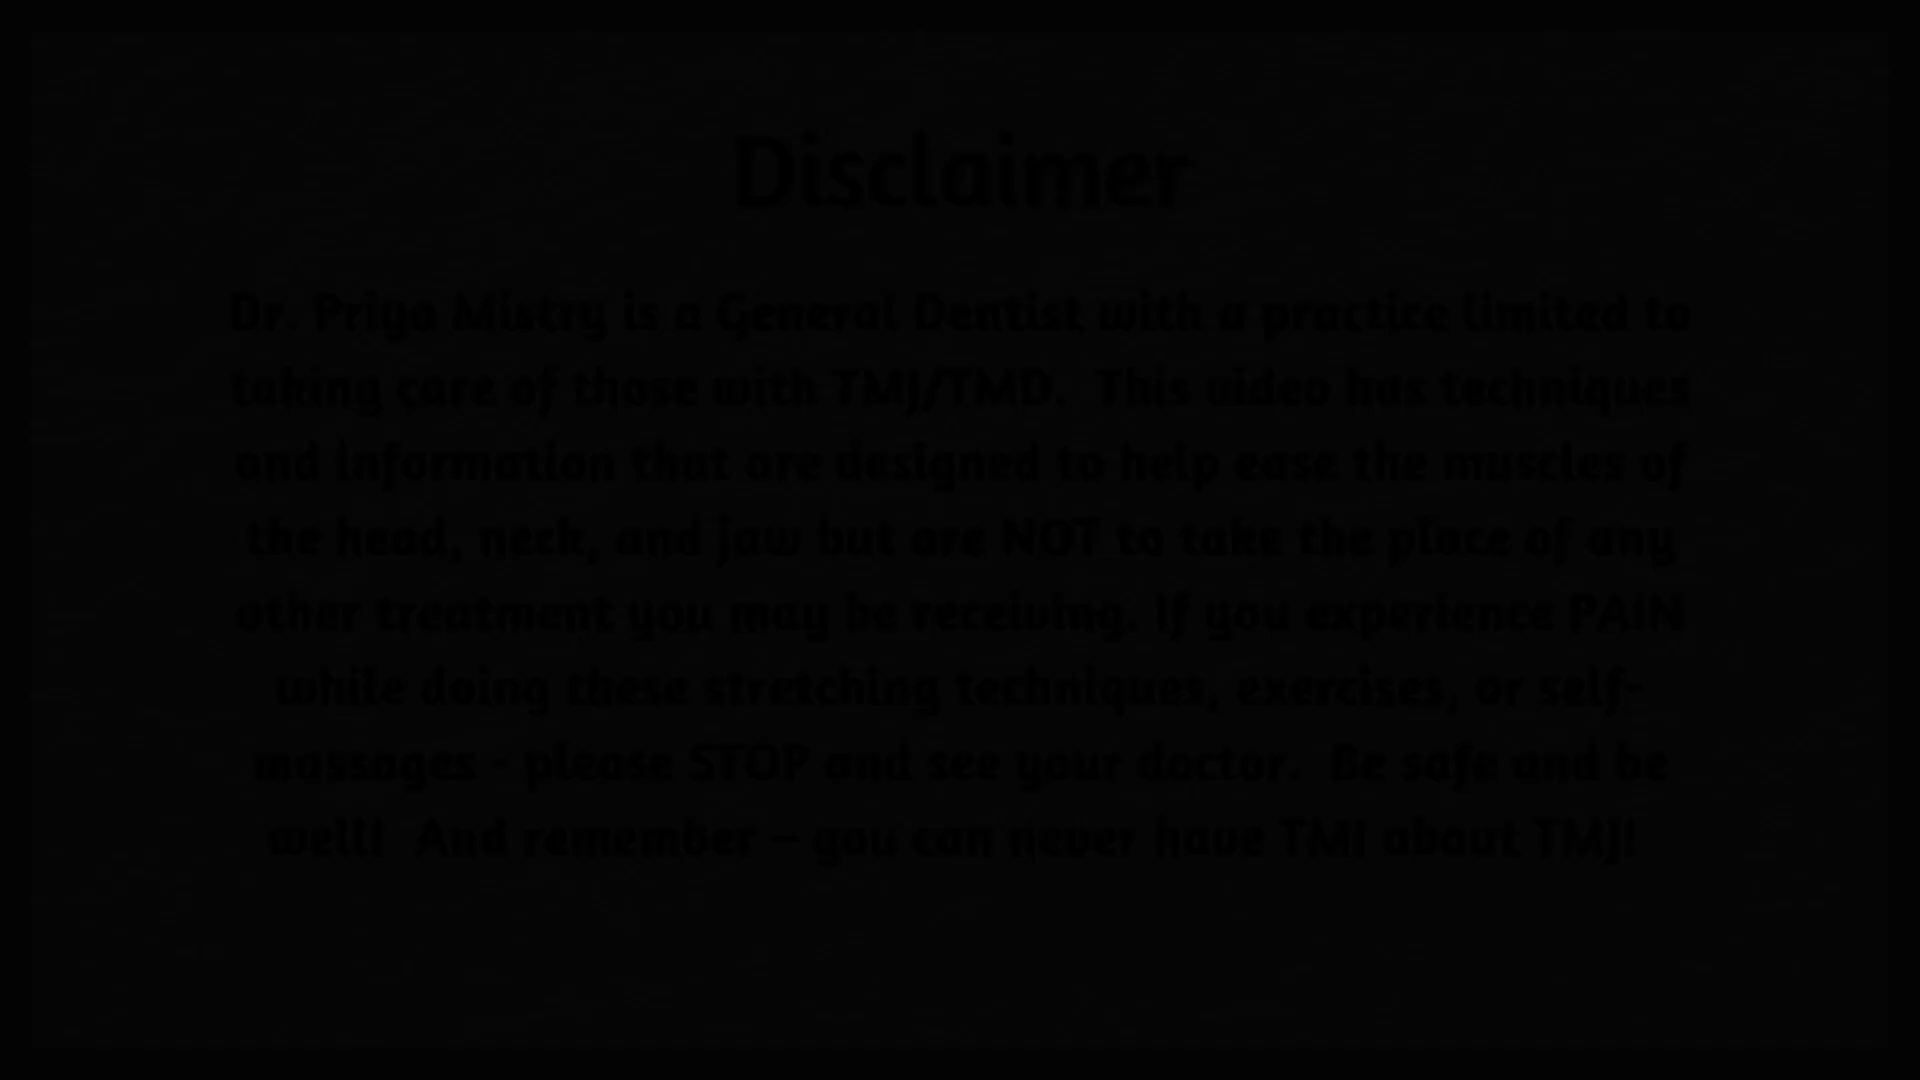 Disclaimer
Dr. Priya Mistry is a General Dentist with a practice limited to
taking care of those with TMJ/TMD.  This video has techniques
and information that are designed to help ease the muscles of
the head, neck, and jaw but are NOT to take the place of any
other treatment you may be receiving. If you experience PAIN
while doing these stretching techniques, exercises, or self-
massages - please STOP and see your doctor.  Be safe and be
well!  And remember – you can never have TMI about TMJ!